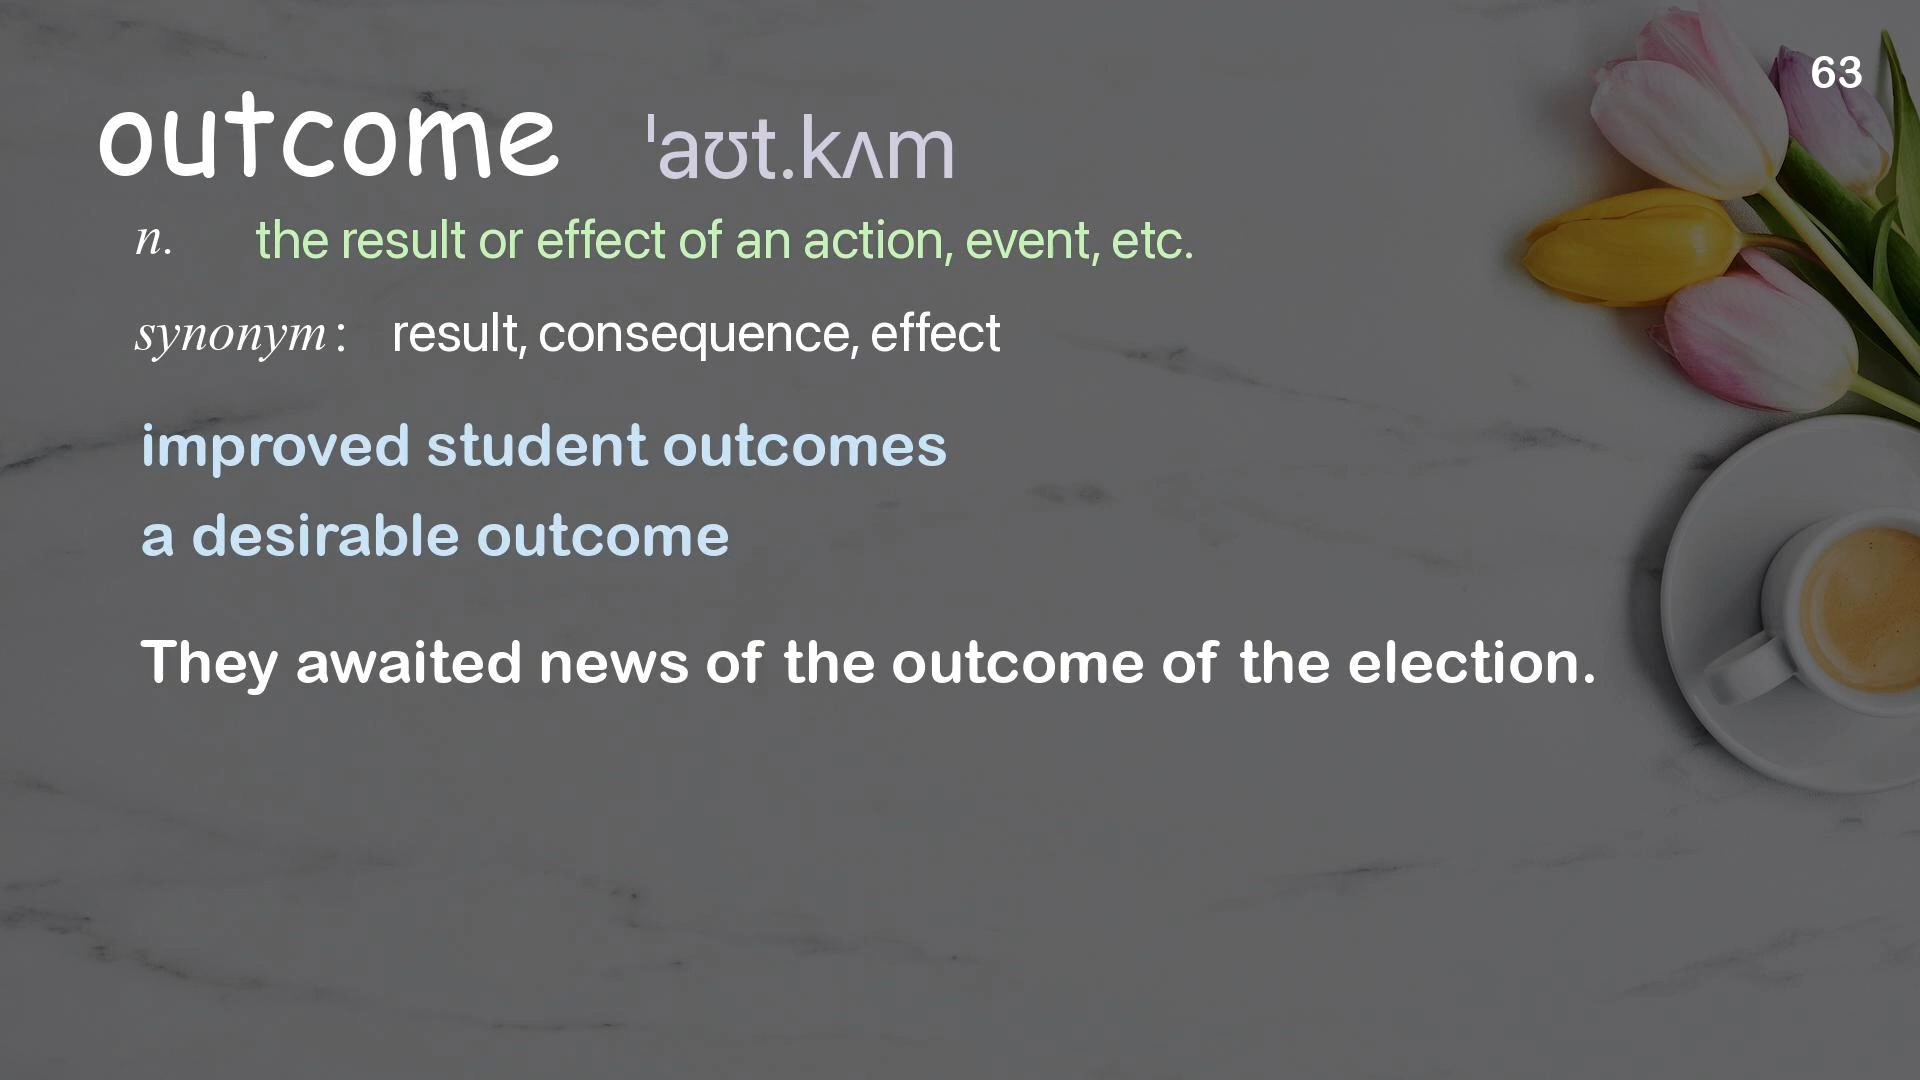 63
outcome ˈaʊt.kʌm
n. the result or effect of an action, event, etc.
synonym: result, consequence, effect
improved student outcomes
a desirable outcome
They awaited news of the outcome of the election.